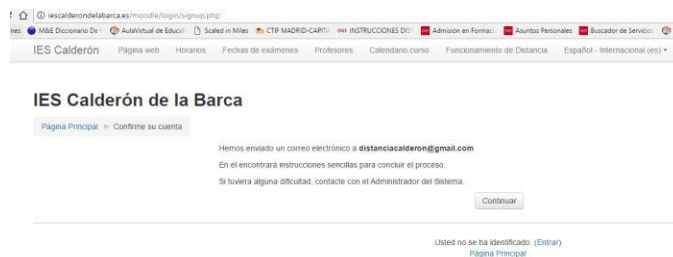 iescalderondelabarca.es/moodle/login/signup.php
nes M&E Diccionario De AulaVirtual de Educa Scaled in Miles CTIF MADRID-CAPIT INSTRUCCIONES DIS Admisión en Formac Asuntos Personales Buscador de Servicio
IES Calderón Página web Horarios Fechas de exámenes Profesores Calendario curso Funcionamiento de Distancia Español - Internacional (es)
IES Calderón de la Barca
Página Principal Confirme su cuenta
Hemos enviado un correo electrónico a distanciacalderon@gmail.com
En él encontrará instrucciones sencillas para concluir el proceso.
Si tuviera alguna dificultad, contacte con el Administrador del Sistema.
Continuar
Usted no se ha identificado. (Entrar)
Página Principal